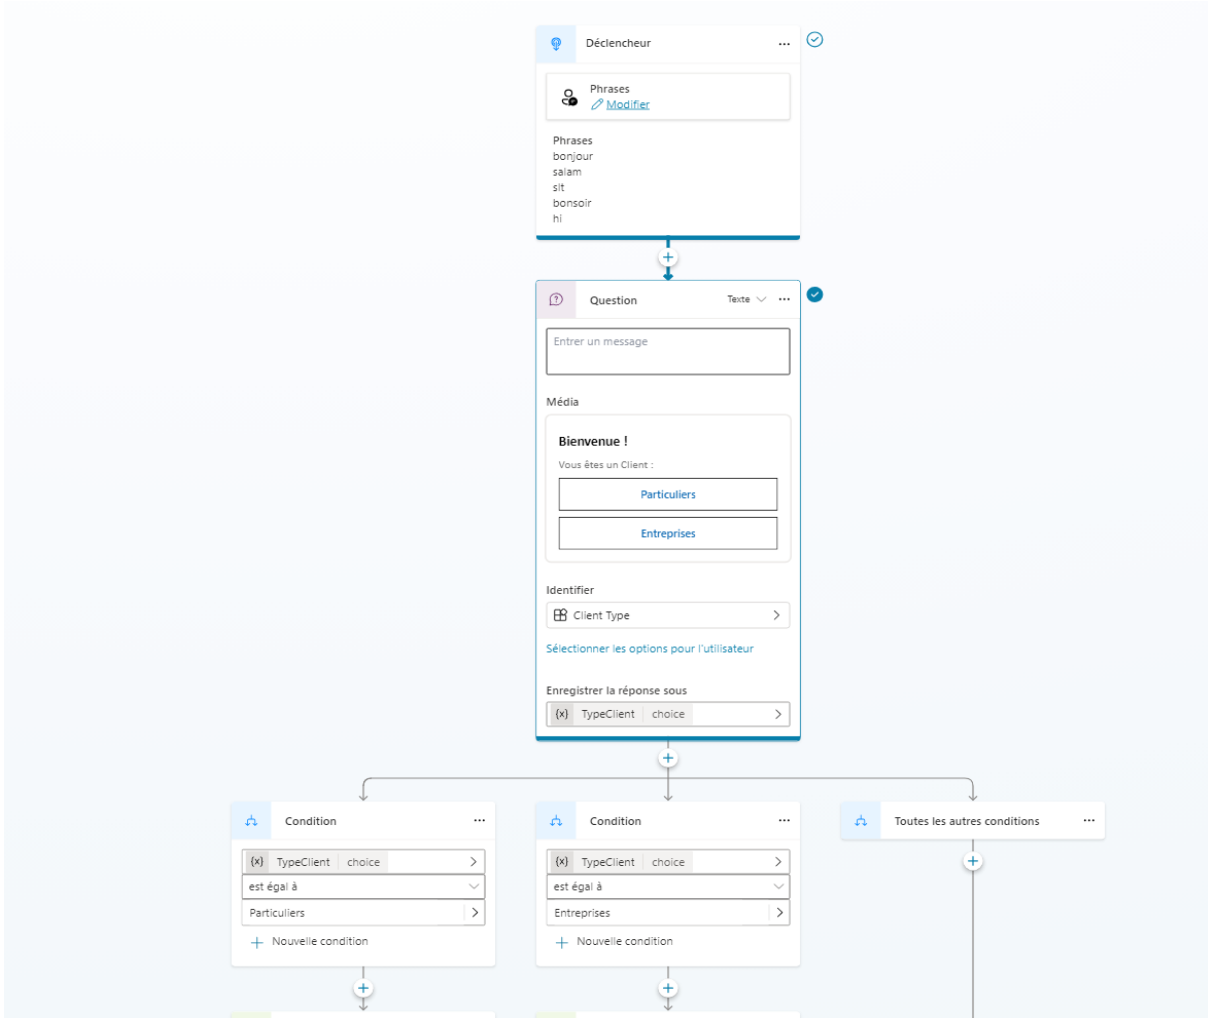 Déclencheur
Phrases
Modifier
Phrases
bonjour
salam
slt
bonsoir
hi
Question
Texte
Entrer un message
Média
Bienvenue !
Vous êtes un Client :
Particuliers
Entreprises
Identifier
Client Type
Sélectionner les options pour l'utilisateur
Enregistrer la réponse sous
{x} TypeClient choice
Condition
{x} TypeClient choice
est égal à
Particuliers
Nouvelle condition
Condition
{x} TypeClient choice
est égal à
Entreprises
Nouvelle condition
Toutes les autres conditions